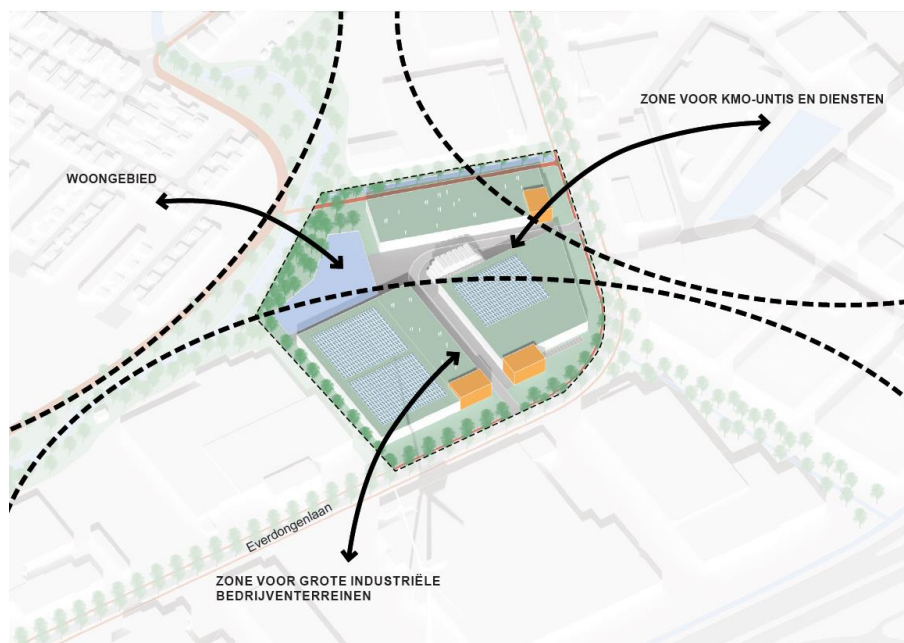 ZONE VOOR KMO-UNTIS EN DIENSTEN
WOONGEBIED
Everdongenlaan
ZONE VOOR GROTE INDUSTRIËLE
BEDRIJVENTERREINEN